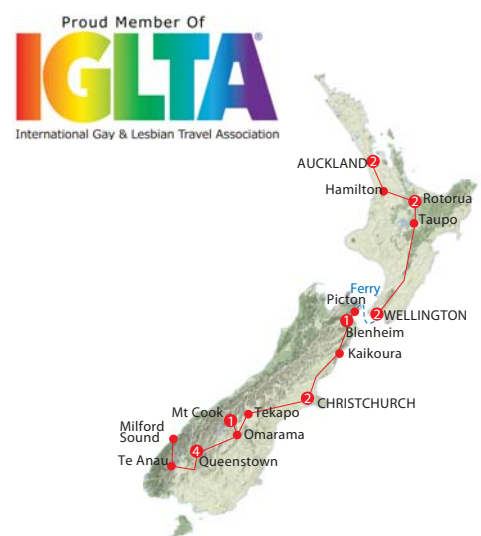 Proud Member Of
IGLTA®
International Gay & Lesbian Travel Association
AUCKLAND 2
Hamilton
2 Rotorua
Taupo
Ferry
Picton
2 WELLINGTON
1
Blenheim
Kaikoura
2 CHRISTCHURCH
Mt Cook
1
Tekapo
Milford
Sound
Omarama
4
Te Anau
Queenstown